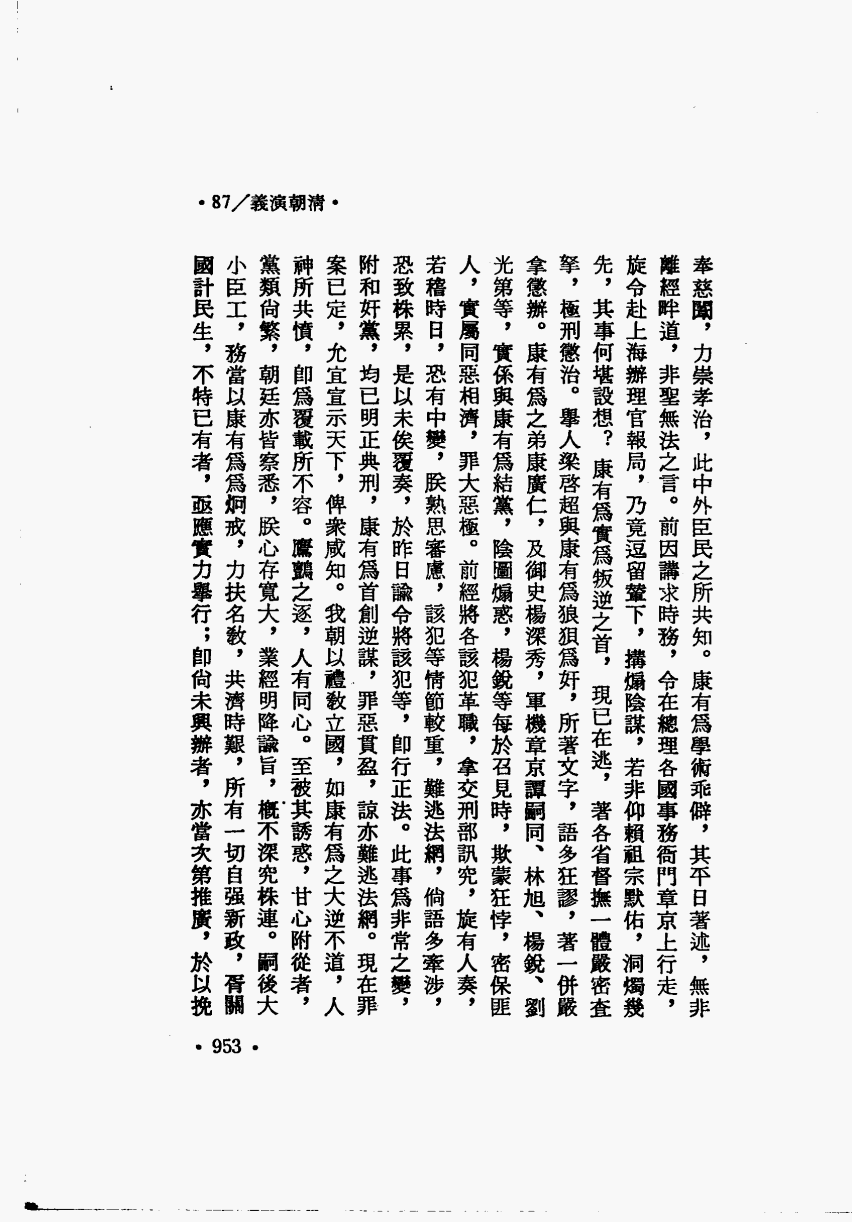 •87／義演朝清•
奉慈闈，力崇孝治，此中外臣民之所共知。康有爲學術乖僻，其平日著述，無非
離經畔道，非聖無法之言。前因講求時務，令在總理各國事務衙門章京上行走，
旋令赴上海辦理官報局，乃竟逗留輦下，搆煽陰謀，若非仰賴祖宗默佑，洞燭幾
先，其事何堪設想？康有爲實爲叛逆之首，現已在逃，著各省督撫一體嚴密査
拏，極刑懲治。擧人梁啓超與康有爲狼狽爲奸，所著文字，語多狂謬，著一併嚴
拿懲辦。康有爲之弟康廣仁，及御史楊深秀，軍機章京譚嗣同、林旭、楊銳、劉
光第等，實係與康有爲結黨，陰圖煽惑，楊銳等每於召見時，欺蒙狂悖，密保匪
人，實屬同惡相濟，罪大惡極。前經將各該犯革職，拿交刑部訊究，旋有人奏，
若稽時日，恐有中變，朕熟思審慮，該犯等情節較重，難逃法網，倘語多牽涉，
恐致株累，是以未俟覆奏，於昨日諭令將該犯等，卽行正法。此事爲非常之變，
附和奸黨，均已明正典刑，康有爲首創逆謀，罪惡貫盈，諒亦難逃法網。現在罪
案已定，允宜宣示天下，俾衆咸知。我朝以禮敎立國，如康有爲之大逆不道，人
神所共憤，卽爲覆載所不容。鷹鸇之逐，人有同心。至被其誘惑，甘心附從者，
黨類尙繁，朝廷亦皆察悉，朕心存寬大，業經明降諭旨，槪不深究株連。嗣後大
小臣工，務當以康有爲爲炯戒，力扶名敎，共濟時艱，所有一切自强新政，胥關
國計民生，不特已有者，亟應實力擧行；卽尙未興辦者，亦當次第推廣，於以挽
•953•